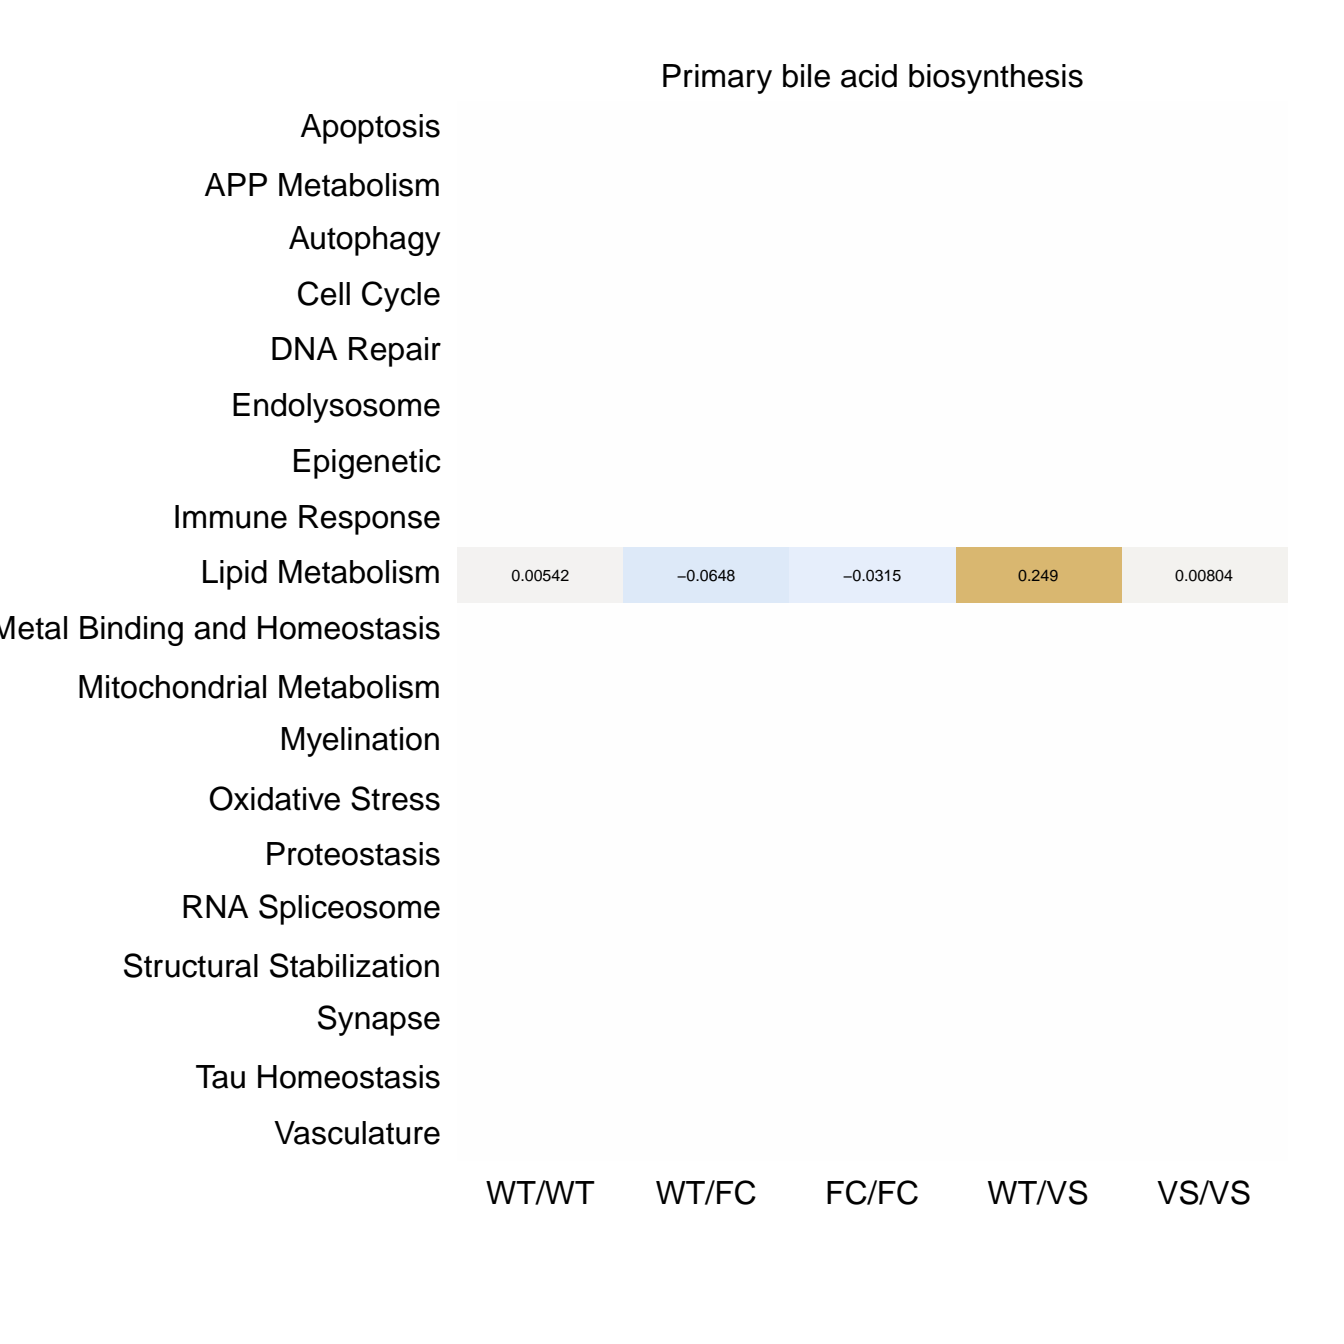 Primary bile acid biosynthesis
Apoptosis
APP Metabolism
Autophagy
Cell Cycle
DNA Repair
Endolysosome
Epigenetic
Immune Response
Lipid Metabolism 0.00542 −0.0648 −0.0315 0.249 0.00804
Metal Binding and Homeostasis
Mitochondrial Metabolism
Myelination
Oxidative Stress
Proteostasis
RNA Spliceosome
Structural Stabilization
Synapse
Tau Homeostasis
Vasculature
WT/WT WT/FC FC/FC WT/VS VS/VS